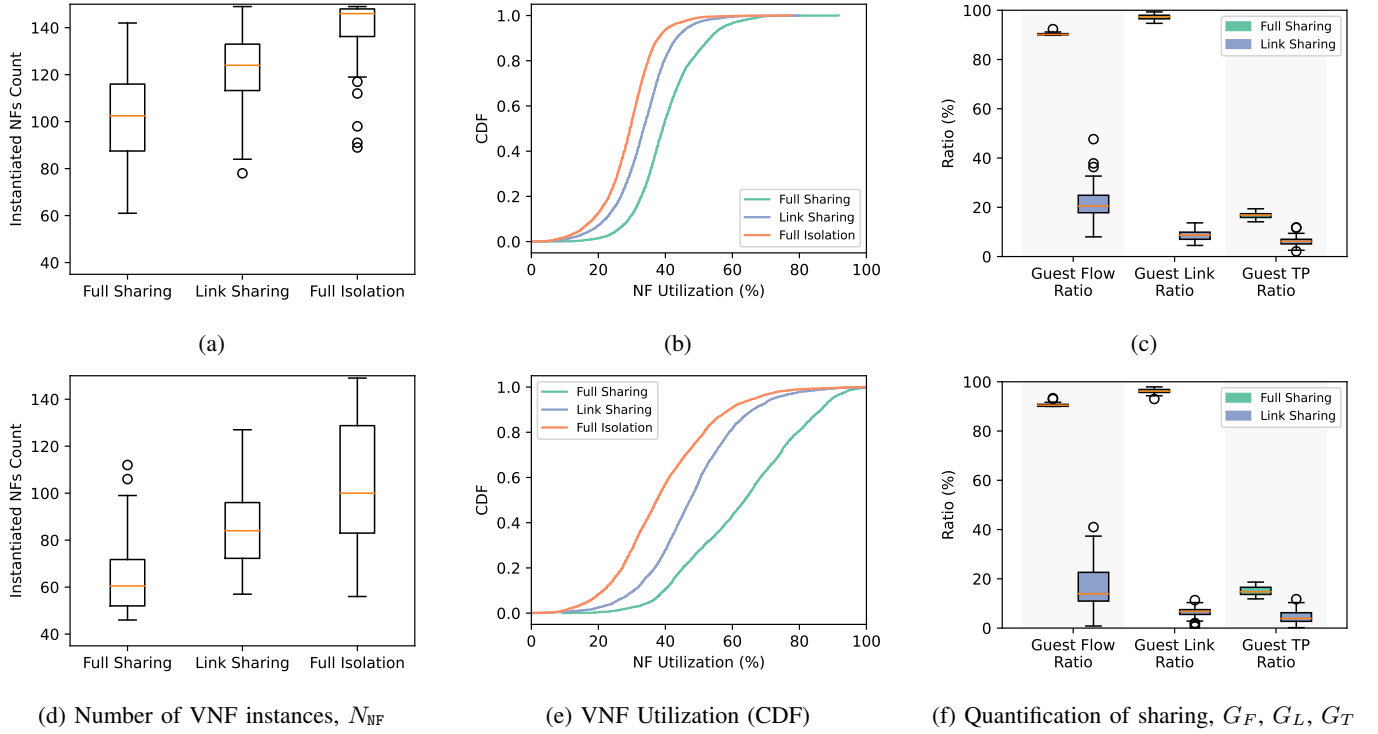 140
120
100
80
60
40
Instantiated NFs Count
Full Sharing
Link Sharing
Full Isolation
(a)
1.0
0.8
0.6
0.4
0.2
0.0
CDF
Full Sharing
Link Sharing
Full Isolation
0
20
40
60
80
100
NF Utilization (%)
(b)
100
80
60
40
20
0
Ratio (%)
Full Sharing
Link Sharing
Guest Flow
Ratio
Guest Link
Ratio
Guest TP
Ratio
(c)
140
120
100
80
60
40
Instantiated NFs Count
Full Sharing
Link Sharing
Full Isolation
(d) Number of VNF instances, N_NF
1.0
0.8
0.6
0.4
0.2
0.0
CDF
Full Sharing
Link Sharing
Full Isolation
0
20
40
60
80
100
NF Utilization (%)
(e) VNF Utilization (CDF)
100
80
60
40
20
0
Ratio (%)
Full Sharing
Link Sharing
Guest Flow
Ratio
Guest Link
Ratio
Guest TP
Ratio
(f) Quantification of sharing, G_F, G_L, G_T